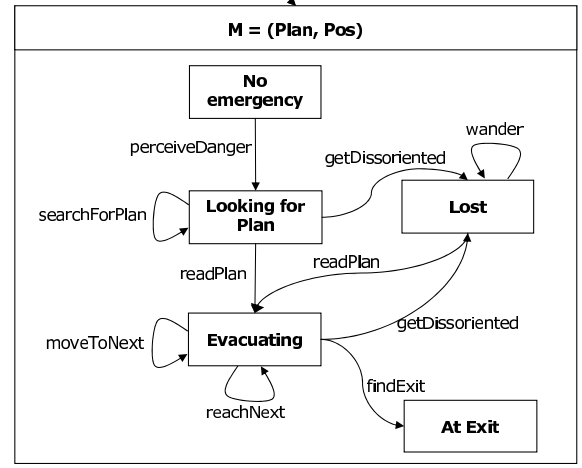 M = (Plan, Pos)
No
emergency
perceiveDanger
wander
getDissoriented
searchForPlan
Looking for
Plan
Lost
readPlan
readPlan
moveToNext
Evacuating
getDissoriented
reachNext
findExit
At Exit